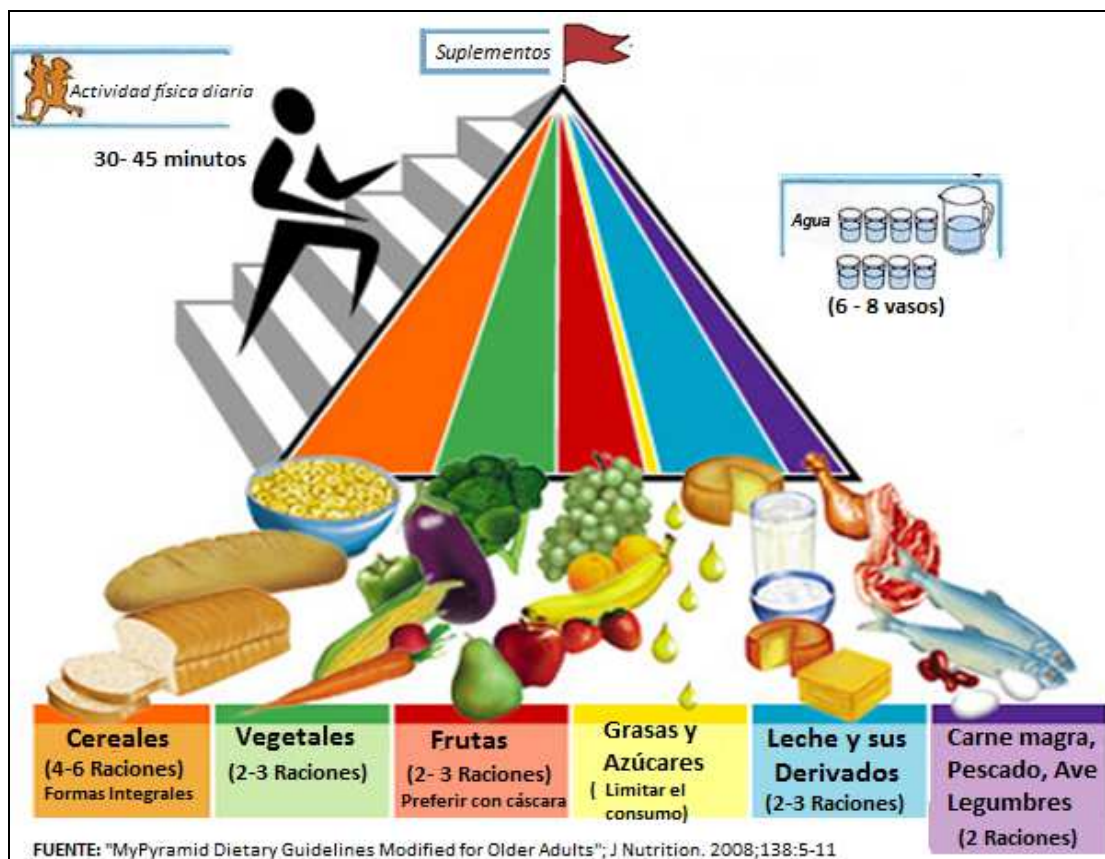 Suplementos
Actividad física diaria
30- 45 minutos
Agua
(6 - 8 vasos)
Cereales
(4-6 Raciones)
Formas Integrales
Vegetales
(2-3 Raciones)
Frutas
(2- 3 Raciones)
Preferir con cáscara
Grasas y
Azúcares
( Limitar el
consumo)
Leche y sus
Derivados
(2-3 Raciones)
Carne magra,
Pescado, Ave
Legumbres
(2 Raciones)
FUENTE: "MyPyramid Dietary Guidelines Modified for Older Adults"; J Nutrition. 2008;138:5-11